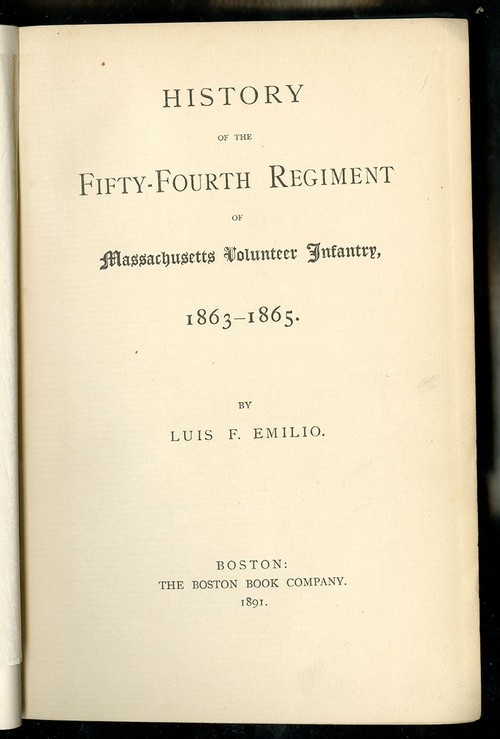 HISTORY
OF THE
FIFTY-FOURTH REGIMENT
OF
Massachusetts Volunteer Infantry,
1863–1865.
BY
LUIS F. EMILIO.
BOSTON:
THE BOSTON BOOK COMPANY.
1891.